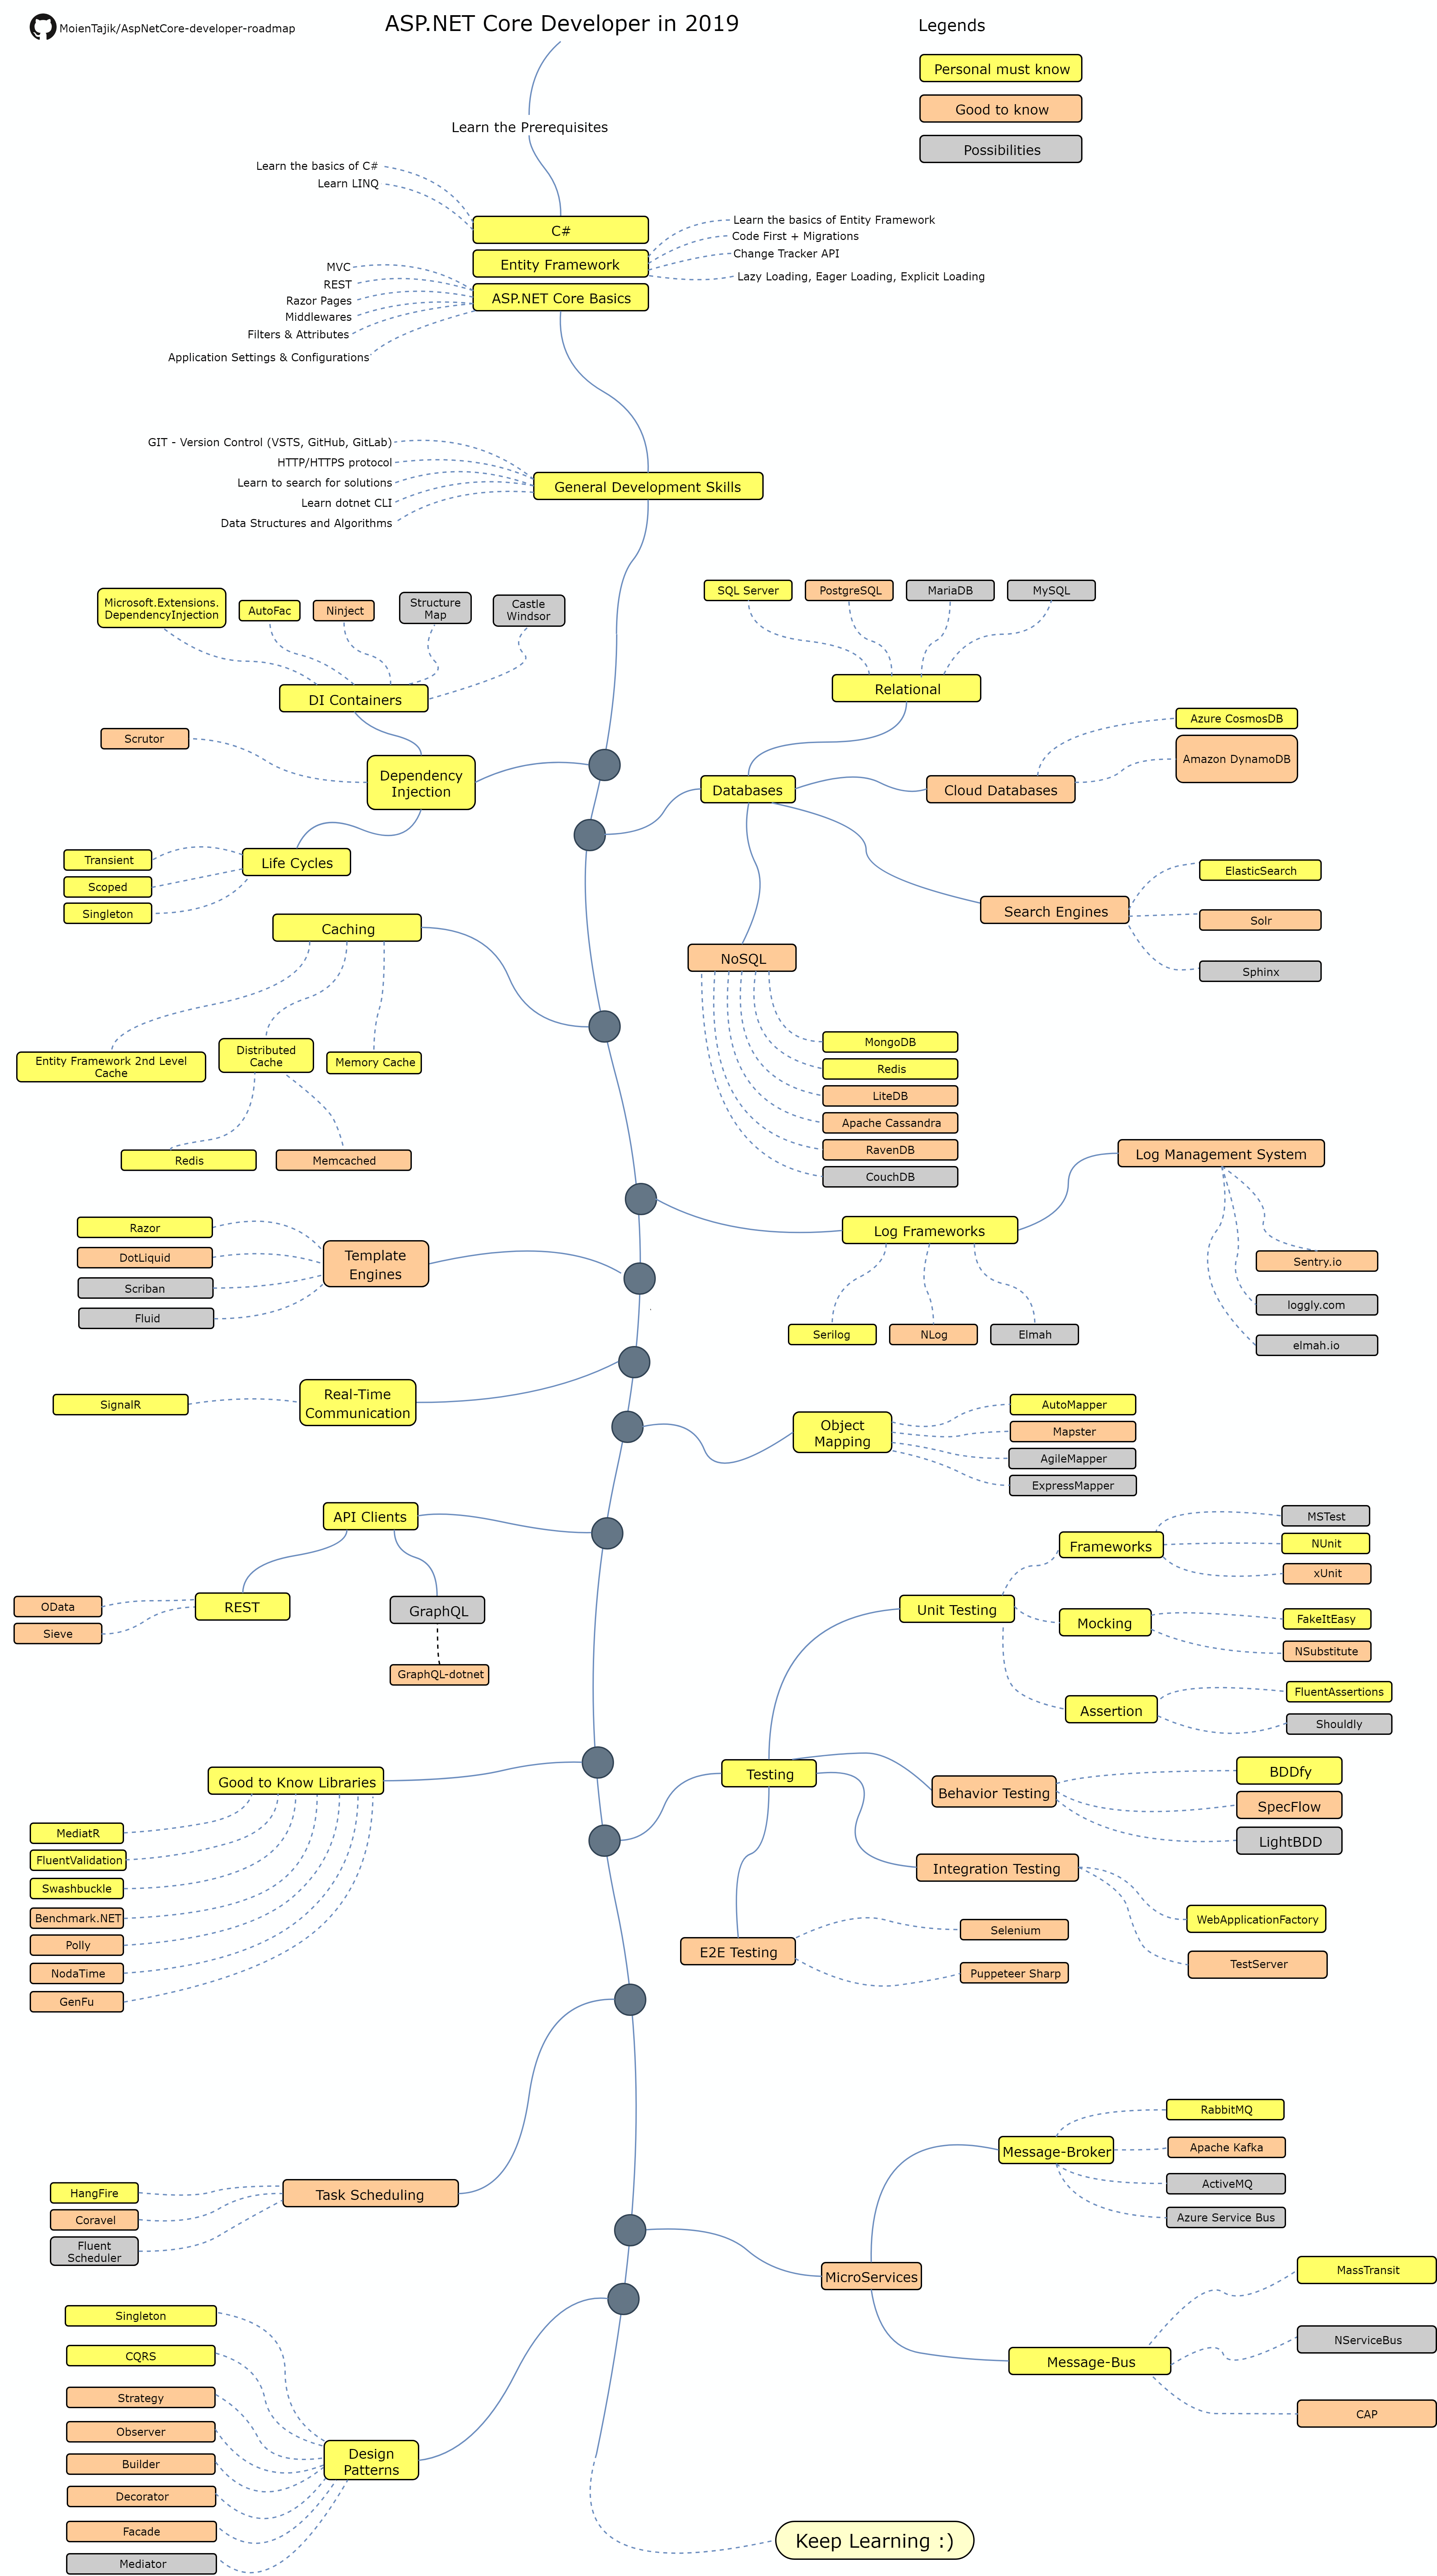 MoienTajik/AspNetCore-developer-roadmap
ASP.NET Core Developer in 2019
Legends
Personal must know
Good to know
Possibilities
Learn the Prerequisites
Learn the basics of C#
Learn LINQ
C#
Entity Framework
ASP.NET Core Basics
Learn the basics of Entity Framework
Code First + Migrations
Change Tracker API
Lazy Loading, Eager Loading, Explicit Loading
MVC
REST
Razor Pages
Middlewares
Filters & Attributes
Application Settings & Configurations
GIT - Version Control (VSTS, GitHub, GitLab)
HTTP/HTTPS protocol
Learn to search for solutions
Learn dotnet CLI
Data Structures and Algorithms
General Development Skills
Microsoft.Extensions.
DependencyInjection
AutoFac
Ninject
Structure
Map
Castle
Windsor
DI Containers
Scrutor
Dependency
Injection
Life Cycles
Transient
Scoped
Singleton
SQL Server
PostgreSQL
MariaDB
MySQL
Relational
Databases
Cloud Databases
Azure CosmosDB
Amazon DynamoDB
Search Engines
ElasticSearch
Solr
Sphinx
NoSQL
MongoDB
Redis
LiteDB
Apache Cassandra
RavenDB
CouchDB
Caching
Entity Framework 2nd Level
Cache
Distributed
Cache
Memory Cache
Redis
Memcached
Log Management System
Log Frameworks
Sentry.io
loggly.com
elmah.io
Serilog
NLog
Elmah
Razor
DotLiquid
Scriban
Fluid
Template
Engines
SignalR
Real-Time
Communication
Object
Mapping
AutoMapper
Mapster
AgileMapper
ExpressMapper
API Clients
REST
OData
Sieve
GraphQL
GraphQL-dotnet
Frameworks
MSTest
NUnit
xUnit
Unit Testing
Mocking
FakeItEasy
NSubstitute
Assertion
FluentAssertions
Shouldly
Testing
Behavior Testing
BDDfy
SpecFlow
LightBDD
Integration Testing
WebApplicationFactory
TestServer
E2E Testing
Selenium
Puppeteer Sharp
Good to Know Libraries
MediatR
FluentValidation
Swashbuckle
Benchmark.NET
Polly
NodaTime
GenFu
Task Scheduling
HangFire
Coravel
Fluent
Scheduler
MicroServices
Message-Broker
RabbitMQ
Apache Kafka
ActiveMQ
Azure Service Bus
Message-Bus
MassTransit
NServiceBus
CAP
Singleton
CQRS
Strategy
Observer
Builder
Decorator
Facade
Mediator
Design
Patterns
Keep Learning :)